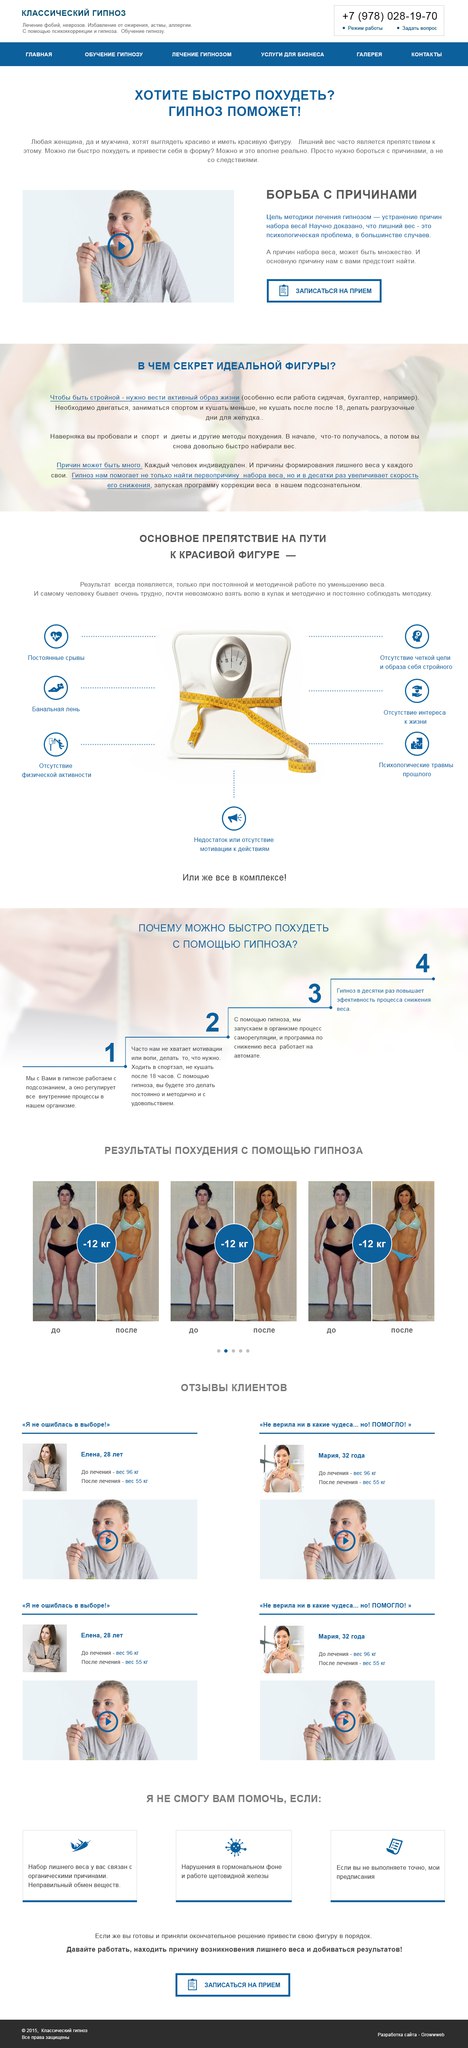 КЛАССИЧЕСКИЙ ГИПНОЗ
Лечение фобий, неврозов. Избавление от ожирения, астмы, аллергии.
С помощью психокоррекции и гипноза. Обучение гипнозу.
+7 (978) 028-19-70
Режим работы
Задать вопрос
ГЛАВНАЯ
ОБУЧЕНИЕ ГИПНОЗУ
ЛЕЧЕНИЕ ГИПНОЗОМ
УСЛУГИ ДЛЯ БИЗНЕСА
ГАЛЕРЕЯ
КОНТАКТЫ
ХОТИТЕ БЫСТРО ПОХУДЕТЬ?
ГИПНОЗ ПОМОЖЕТ!
Любая женщина, да и мужчина, хотят выглядеть красиво и иметь красивую фигуру. Лишний вес часто является препятствием к
этому. Можно ли быстро похудеть и привести себя в форму? Можно и это вполне реально. Просто нужно бороться с причинами, а не
со следствиями.
БОРЬБА С ПРИЧИНАМИ
Цель методики лечения гипнозом — устранение причин
набора веса! Научно доказано, что лишний вес - это
психологическая проблема, в большинстве случаев.
А причин набора веса, может быть множество. И
основную причину нам с вами предстоит найти.
ЗАПИСАТЬСЯ НА ПРИЕМ
В ЧЕМ СЕКРЕТ ИДЕАЛЬНОЙ ФИГУРЫ?
Чтобы быть стройной - нужно вести активный образ жизни (особенно если работа сидячая, бухгалтер, например).
Необходимо двигаться, заниматься спортом и кушать меньше, не кушать после после 18, делать разгрузочные
дни для желудка.
Наверняка вы пробовали и спорт и диеты и другие методы похудения. В начале, что-то получалось, а потом вы
снова довольно быстро набирали вес.
Причин может быть много. Каждый человек индивидуален. И причины формирования лишнего веса у каждого
свои. Гипноз нам помогает не только найти первопричину набора веса, но и в десятки раз увеличивает скорость
его снижения, запуская программу коррекции веса в нашем подсознательном.
ОСНОВНОЕ ПРЕПЯТСТВИЕ НА ПУТИ
К КРАСИВОЙ ФИГУРЕ —
Результат всегда появляется, только при постоянной и методичной работе по уменьшению веса.
И самому человеку бывает очень трудно, почти невозможно взять волю в кулак и методично и постоянно соблюдать методику.
Постоянные срывы
Отсутствие четкой цели
и образа себя стройного
Банальная лень
Отсутствие интереса
к жизни
Отсутствие
физической активности
Психологические травмы
прошлого
Недостаток или отсутствие
мотивации к действиям
Или же все в комплексе!
ПОЧЕМУ МОЖНО БЫСТРО ПОХУДЕТЬ
С ПОМОЩЬЮ ГИПНОЗА?
1
Мы с Вами в гипнозе работаем с
подсознанием, а оно регулирует
все внутренние процессы в
нашем организме.
2
Часто нам не хватает мотивации
или воли, делать то, что нужно.
Ходить в спортзал, не кушать
после 18 часов. С помощью
гипноза, вы будете это делать
постоянно и методично и с
удовольствием.
3
С помощью гипноза, мы
запускаем в организме процесс
саморегуляции, и программа по
снижению веса работает на
автомате.
4
Гипноз в десятки раз повышает
эфективность процесса снижения
веса
РЕЗУЛЬТАТЫ ПОХУДЕНИЯ С ПОМОЩЬЮ ГИПНОЗА
-12 кг
-12 кг
-12 кг
до
после
до
после
до
после
ОТЗЫВЫ КЛИЕНТОВ
«Я не ошиблась в выборе!»
Елена, 28 лет
До лечения - вес 96 кг
После лечения - вес 55 кг
«Не верила ни в какие чудеса... но! ПОМОГЛО! »
Мария, 32 года
До лечения - вес 96 кг
После лечения - вес 55 кг
«Я не ошиблась в выборе!»
Елена, 28 лет
До лечения - вес 96 кг
После лечения - вес 55 кг
«Не верила ни в какие чудеса... но! ПОМОГЛО! »
Мария, 32 года
До лечения - вес 96 кг
После лечения - вес 55 кг
Я НЕ СМОГУ ВАМ ПОМОЧЬ, ЕСЛИ:
Набор лишнего веса у вас связан с
органическими причинами.
Неправильный обмен веществ.
Нарушения в гормональном фоне
и работе щетовидной железы
Если вы не выполняете точно, мои
предписания
Если же вы готовы и приняли окончательное решение привести свою фигуру в порядок.
Давайте работать, находить причину возникновения лишнего веса и добиваться результатов!
ЗАПИСАТЬСЯ НА ПРИЕМ
© 2015, Классический гипноз
Все права защищены
Разработка сайта - Growwweb